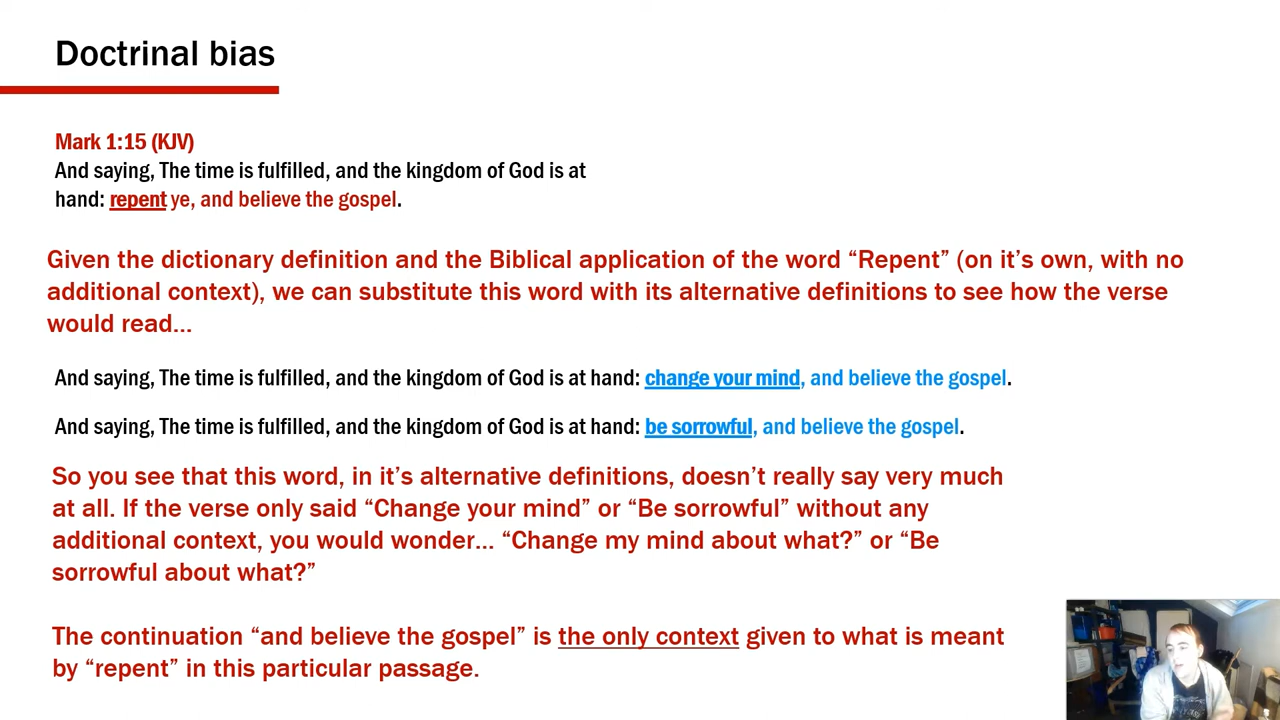 Doctrinal bias
Mark 1:15 (KJV)
And saying, The time is fulfilled, and the kingdom of God is at
hand: repent ye, and believe the gospel.
Given the dictionary definition and the Biblical application of the word “Repent” (on it’s own, with no
additional context), we can substitute this word with its alternative definitions to see how the verse
would read...
And saying, The time is fulfilled, and the kingdom of God is at hand: change your mind, and believe the gospel.
And saying, The time is fulfilled, and the kingdom of God is at hand: be sorrowful, and believe the gospel.
So you see that this word, in it’s alternative definitions, doesn’t really say very much
at all. If the verse only said “Change your mind” or “Be sorrowful” without any
additional context, you would wonder... “Change my mind about what?” or “Be
sorrowful about what?”
The continuation “and believe the gospel” is the only context given to what is meant
by “repent” in this particular passage.